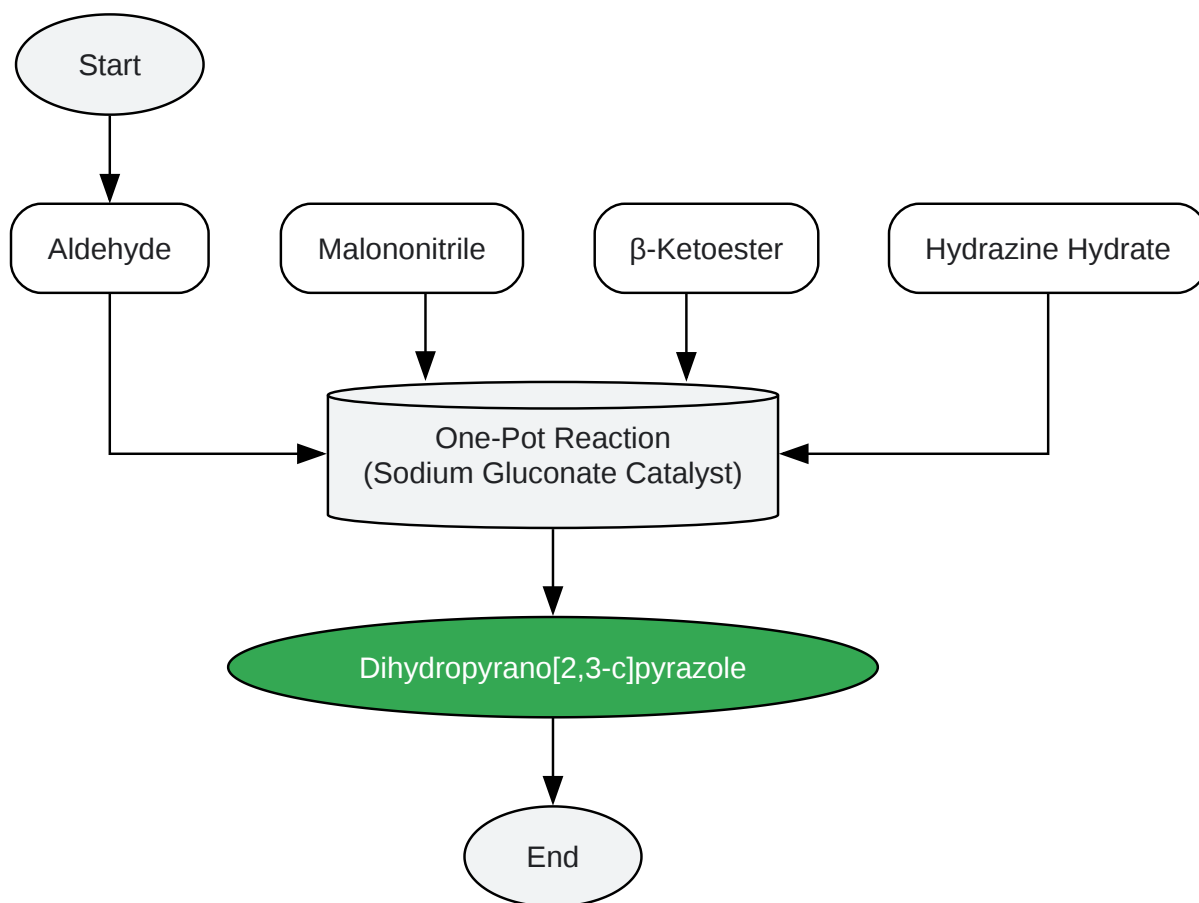 Start
Aldehyde
Malononitrile
β-Ketoester
Hydrazine Hydrate
One-Pot Reaction
(Sodium Gluconate Catalyst)
Dihydropyrano[2,3-c]pyrazole
End